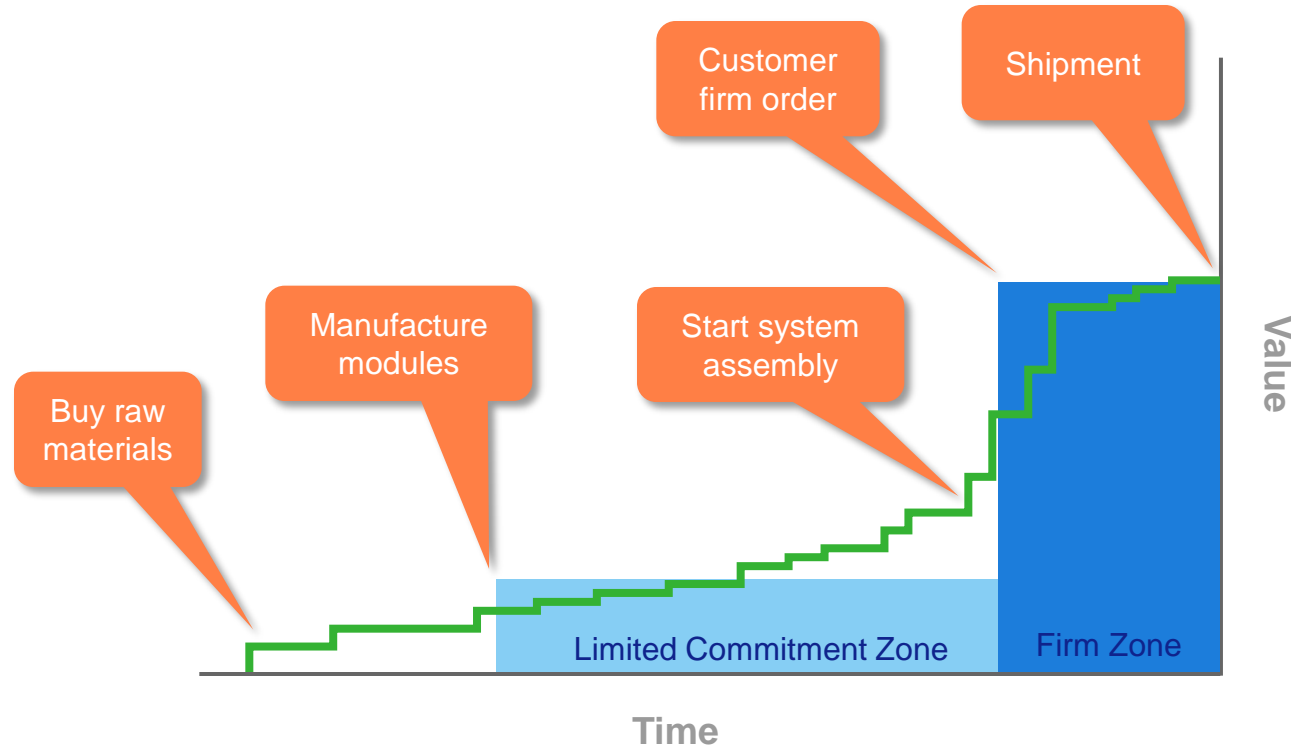 Customer
firm order
Shipment
Manufacture
modules
Start system
assembly
Buy raw
materials
Value
Limited Commitment Zone
Firm Zone
Time